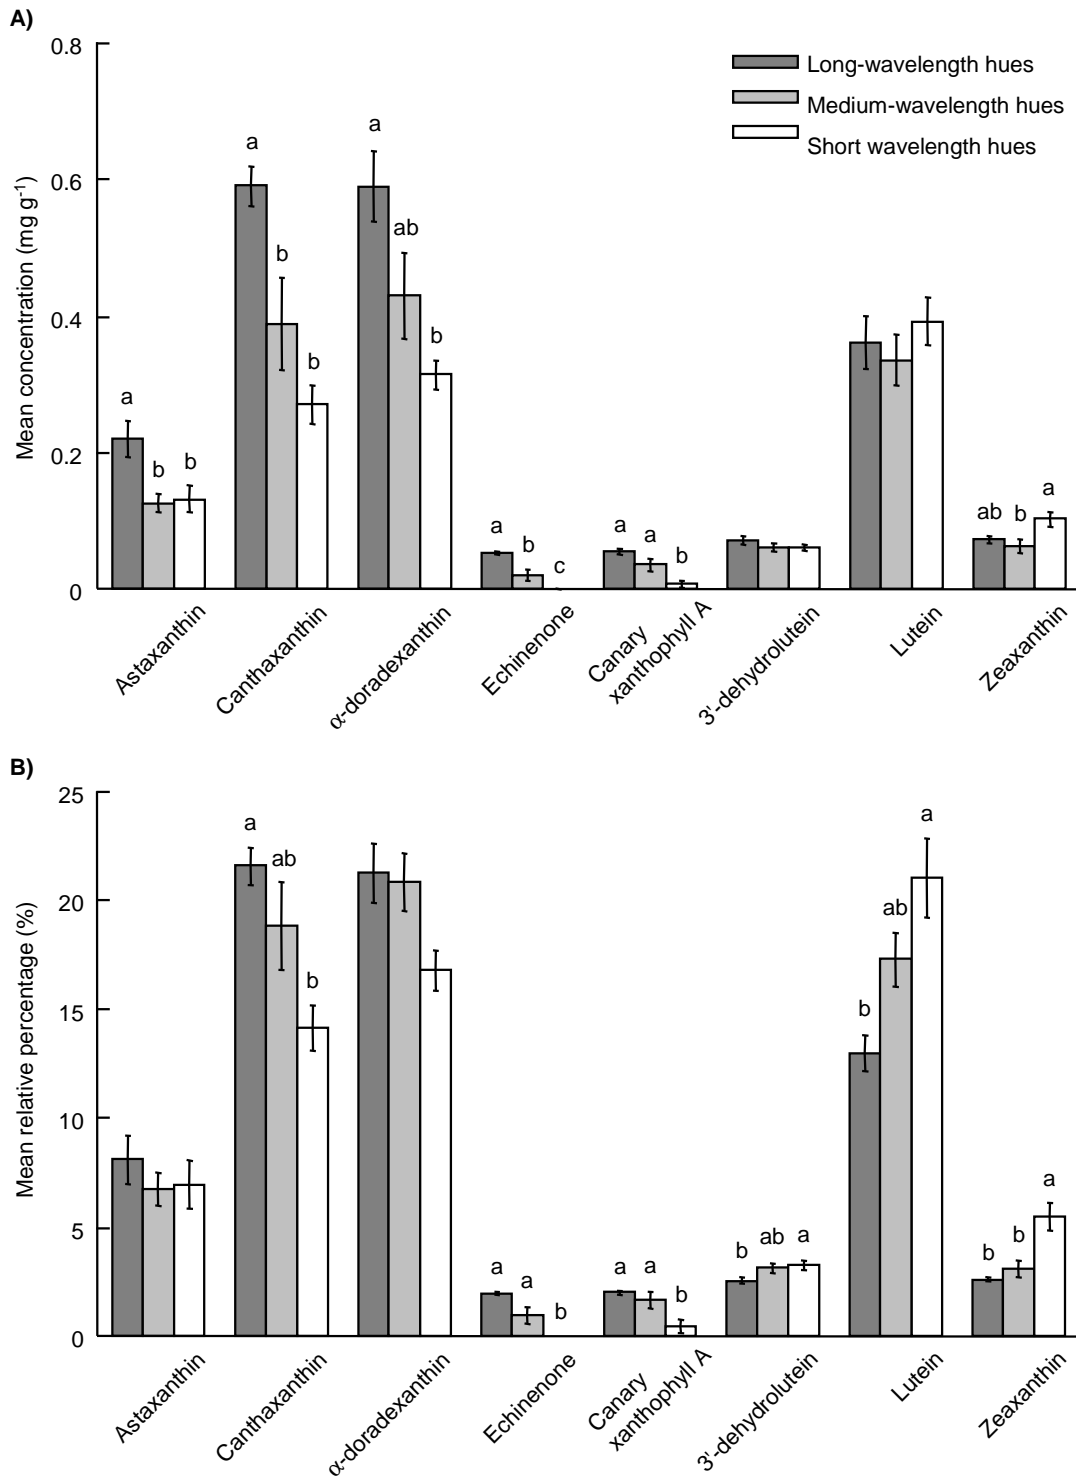 A)
0.8
0.6
0.4
0.2
0
Mean concentration (mg g-1)
Long-wavelength hues
Medium-wavelength hues
Short wavelength hues
a
b
b
a
b
b
a
ab
b
a
b
c
a
a
b
ab
b
a
Astaxanthin
Canthaxanthin
α-doradexanthin
Echinenone
Canary
xanthophyll A
3'-dehydrolutein
Lutein
Zeaxanthin
B)
25
20
15
10
5
0
Mean relative percentage (%)
a
ab
b
a
a
b
a
a
b
b
ab
a
b
ab
a
b
b
a
Astaxanthin
Canthaxanthin
α-doradexanthin
Echinenone
Canary
xanthophyll A
3'-dehydrolutein
Lutein
Zeaxanthin